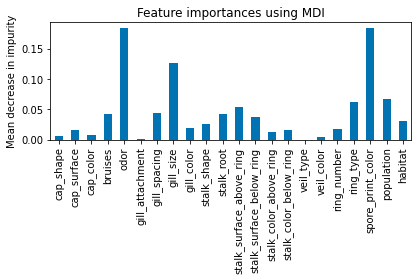 Feature importances using MDI
Mean decrease in impurity
0.15
0.10
0.05
0.00
cap_shape
cap_surface
cap_color
bruises
odor
gill_attachment
gill_spacing
gill_size
gill_color
stalk_shape
stalk_root
stalk_surface_above_ring
stalk_surface_below_ring
stalk_color_above_ring
stalk_color_below_ring
veil_type
veil_color
ring_number
ring_type
spore_print_color
population
habitat